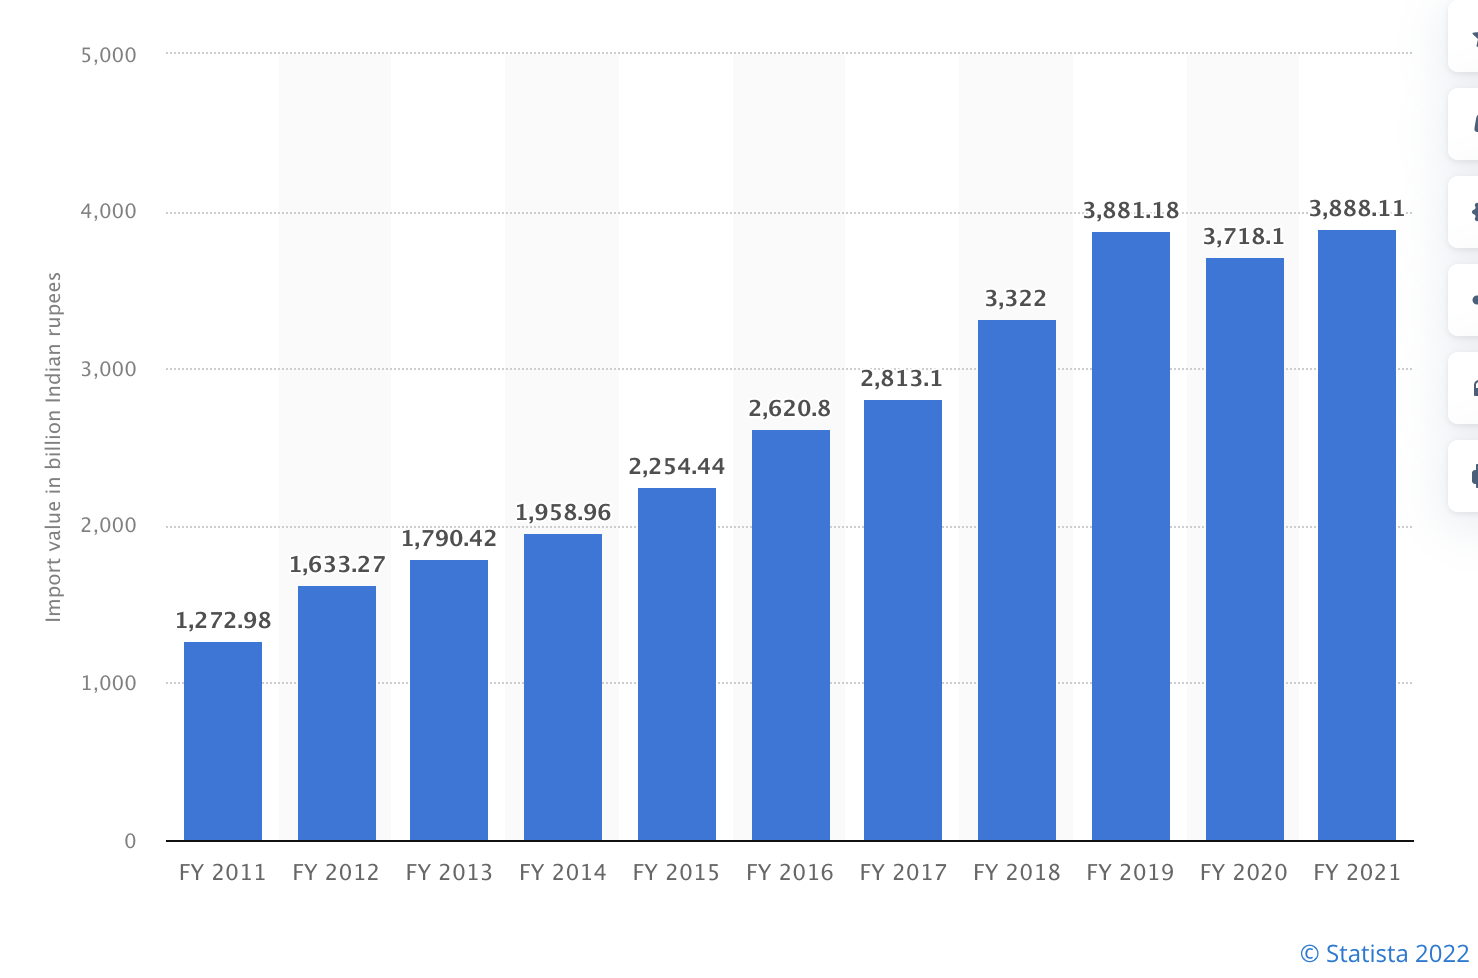 Import value in billion Indian rupees
5,000
4,000
3,000
2,000
1,000
0
1,272.98
1,633.27
1,790.42
1,958.96
2,254.44
2,620.8
2,813.1
3,322
3,881.18
3,718.1
3,888.11
FY 2011
FY 2012
FY 2013
FY 2014
FY 2015
FY 2016
FY 2017
FY 2018
FY 2019
FY 2020
FY 2021
© Statista 2022